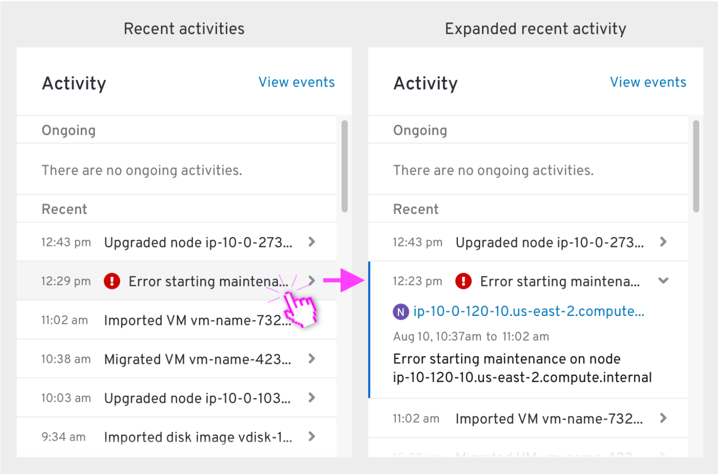 Recent activities
Activity
View events
Ongoing
There are no ongoing activities.
Recent
12:43 pm Upgraded node ip-10-0-273...
12:29 pm Error starting maintena...
11:02 am Imported VM vm-name-732...
10:38 am Migrated VM vm-name-423...
10:03 am Upgraded node ip-10-0-103...
9:34 am Imported disk image vdisk-1...
Expanded recent activity
Activity
View events
Ongoing
There are no ongoing activities.
Recent
12:43 pm Upgraded node ip-10-0-273...
12:23 pm Error starting maintena...
N ip-10-0-120-10.us-east-2.compute...
Aug 10, 10:37am to 11:02 am
Error starting maintenance on node
ip-10-120-10.us-east-2.compute.internal
11:02 am Imported VM vm-name-732...